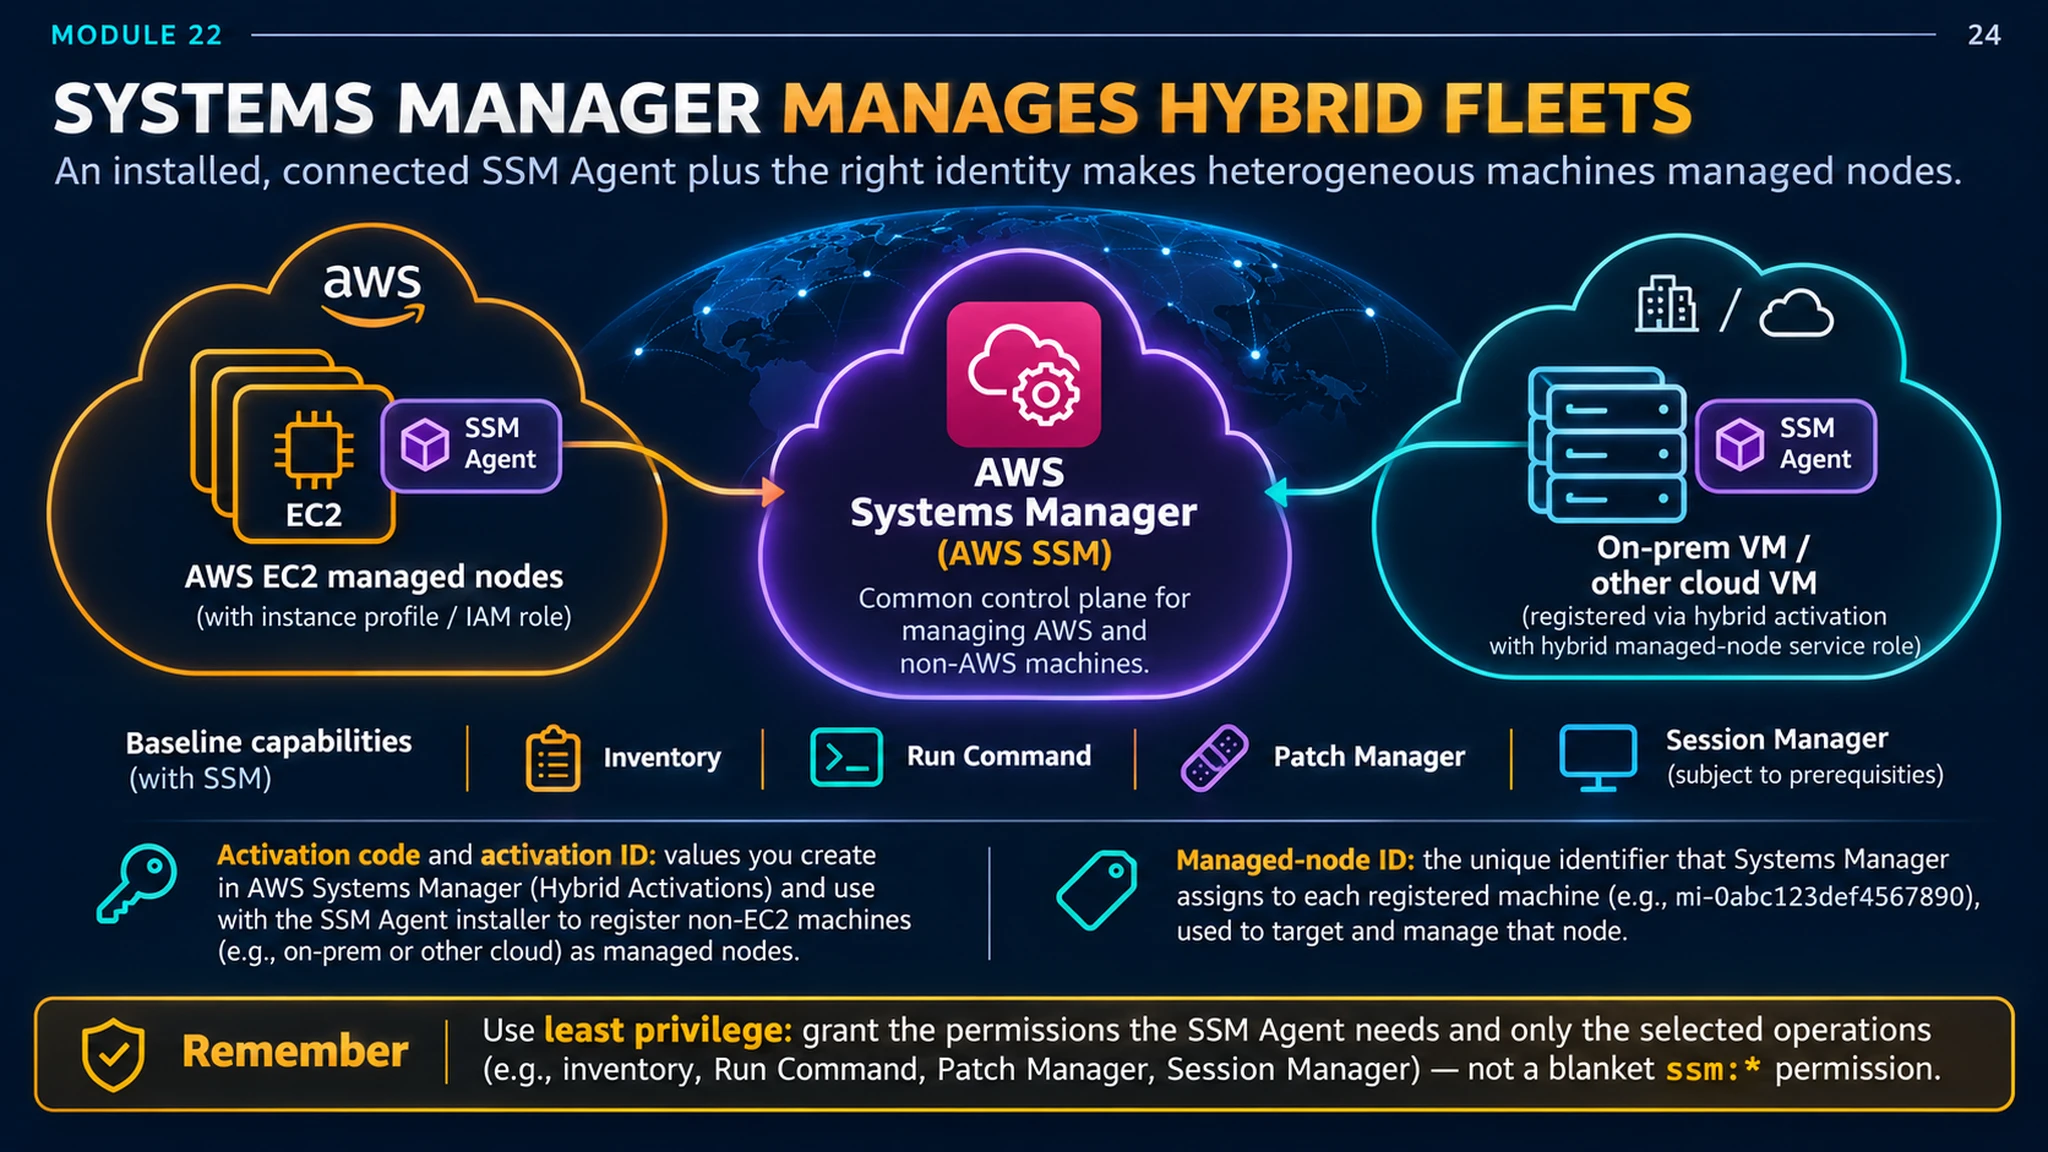 MODULE 22
24
SYSTEMS MANAGER MANAGES HYBRID FLEETS
An installed, connected SSM Agent plus the right identity makes heterogeneous machines managed nodes.
aws
EC2
SSM
Agent
AWS EC2 managed nodes
(with instance profile / IAM role)
AWS
Systems Manager
(AWS SSM)
Common control plane for
managing AWS and
non-AWS machines.
/
SSM
Agent
On-prem VM /
other cloud VM
(registered via hybrid activation
with hybrid managed-node service role)
Baseline capabilities
(with SSM)
Inventory
Run Command
Patch Manager
Session Manager
(subject to prerequisities)
Activation code and activation ID: values you create
in AWS Systems Manager (Hybrid Activations) and use
with the SSM Agent installer to register non-EC2 machines
(e.g., on-prem or other cloud) as managed nodes.
Managed-node ID: the unique identifier that Systems Manager
assigns to each registered machine (e.g., mi-0abc123def4567890),
used to target and manage that node.
Remember
Use least privilege: grant the permissions the SSM Agent needs and only the selected operations
(e.g., inventory, Run Command, Patch Manager, Session Manager) — not a blanket ssm:* permission.